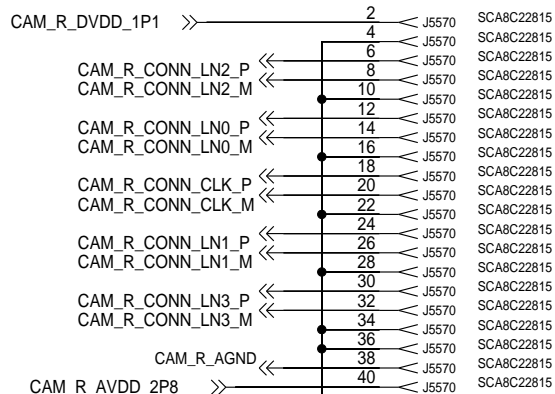 CAM_R_DVDD_1P1 2 J5570 SCA8C22815
4 J5570 SCA8C22815
6 J5570 SCA8C22815
CAM_R_CONN_LN2_P 8 J5570 SCA8C22815
CAM_R_CONN_LN2_M 10 J5570 SCA8C22815
12 J5570 SCA8C22815
CAM_R_CONN_LN0_P 14 J5570 SCA8C22815
CAM_R_CONN_LN0_M 16 J5570 SCA8C22815
18 J5570 SCA8C22815
CAM_R_CONN_CLK_P 20 J5570 SCA8C22815
CAM_R_CONN_CLK_M 22 J5570 SCA8C22815
24 J5570 SCA8C22815
CAM_R_CONN_LN1_P 26 J5570 SCA8C22815
CAM_R_CONN_LN1_M 28 J5570 SCA8C22815
30 J5570 SCA8C22815
CAM_R_CONN_LN3_P 32 J5570 SCA8C22815
CAM_R_CONN_LN3_M 34 J5570 SCA8C22815
36 J5570 SCA8C22815
CAM_R_AGND 38 J5570 SCA8C22815
CAM_R_AVDD_2P8 40 J5570 SCA8C22815